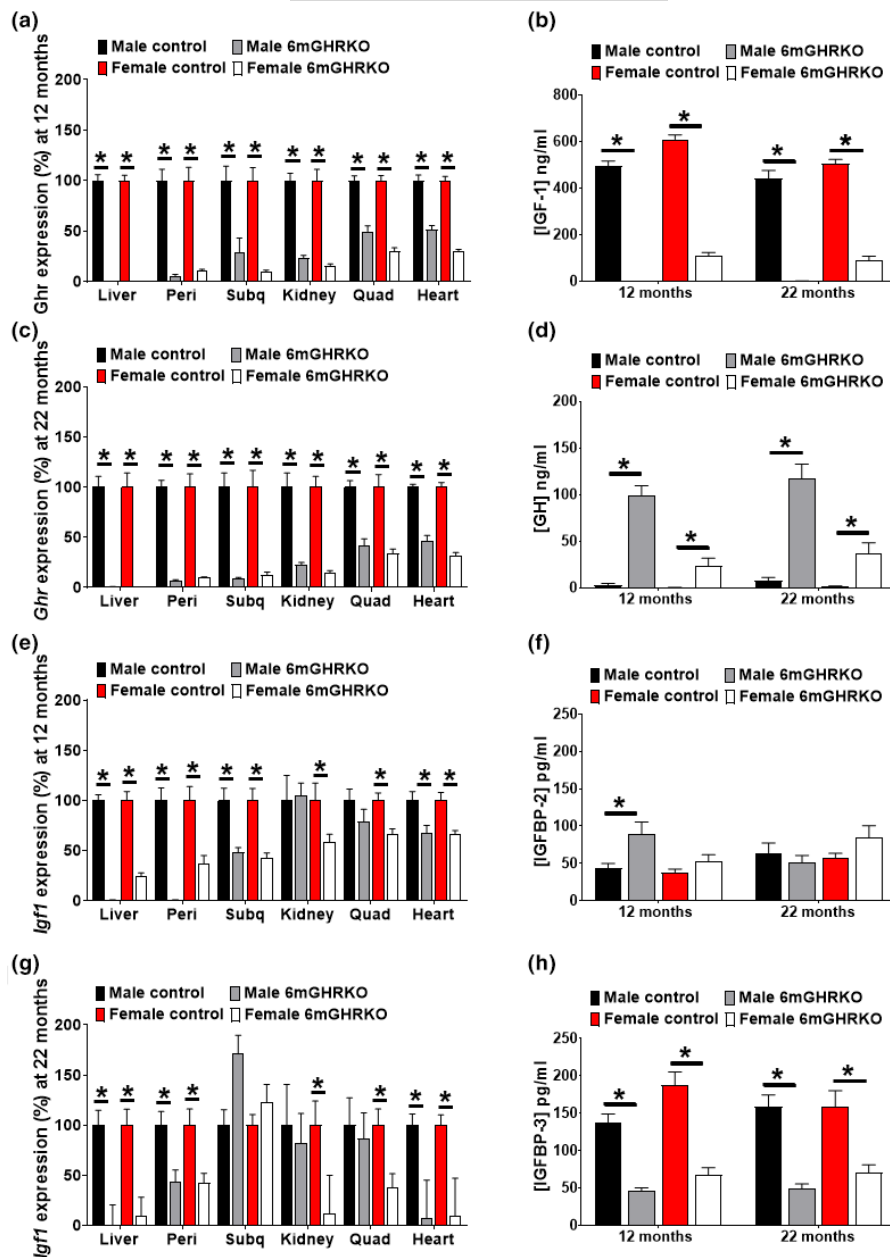 (a)
Male control Male 6mGHRKO
Female control Female 6mGHRKO
Ghr expression (%) at 12 months
200
150
100
50
0
* * * * * * * * * * * *
Liver Peri Subq Kidney Quad Heart
(b)
Male control Male 6mGHRKO
Female control Female 6mGHRKO
[IGF-1] ng/ml
800
600
400
200
0
* * * *
12 months 22 months
(c)
Male control Male 6mGHRKO
Female control Female 6mGHRKO
Ghr expression (%) at 22 months
200
150
100
50
0
* * * * * * * * * * * *
Liver Peri Subq Kidney Quad Heart
(d)
Male control Male 6mGHRKO
Female control Female 6mGHRKO
[GH] ng/ml
200
150
100
50
0
* * * *
12 months 22 months
(e)
Male control Male 6mGHRKO
Female control Female 6mGHRKO
Igf1 expression (%) at 12 months
200
150
100
50
0
* * * * * * * * * *
Liver Peri Subq Kidney Quad Heart
(f)
Male control Male 6mGHRKO
Female control Female 6mGHRKO
[IGFBP-2] pg/ml
250
200
150
100
50
0
*
12 months 22 months
(g)
Male control Male 6mGHRKO
Female control Female 6mGHRKO
Igf1 expression (%) at 22 months
200
150
100
50
0
* * * * * * * *
Liver Peri Subq Kidney Quad Heart
(h)
Male control Male 6mGHRKO
Female control Female 6mGHRKO
[IGFBP-3] pg/ml
250
200
150
100
50
0
* * * *
12 months 22 months